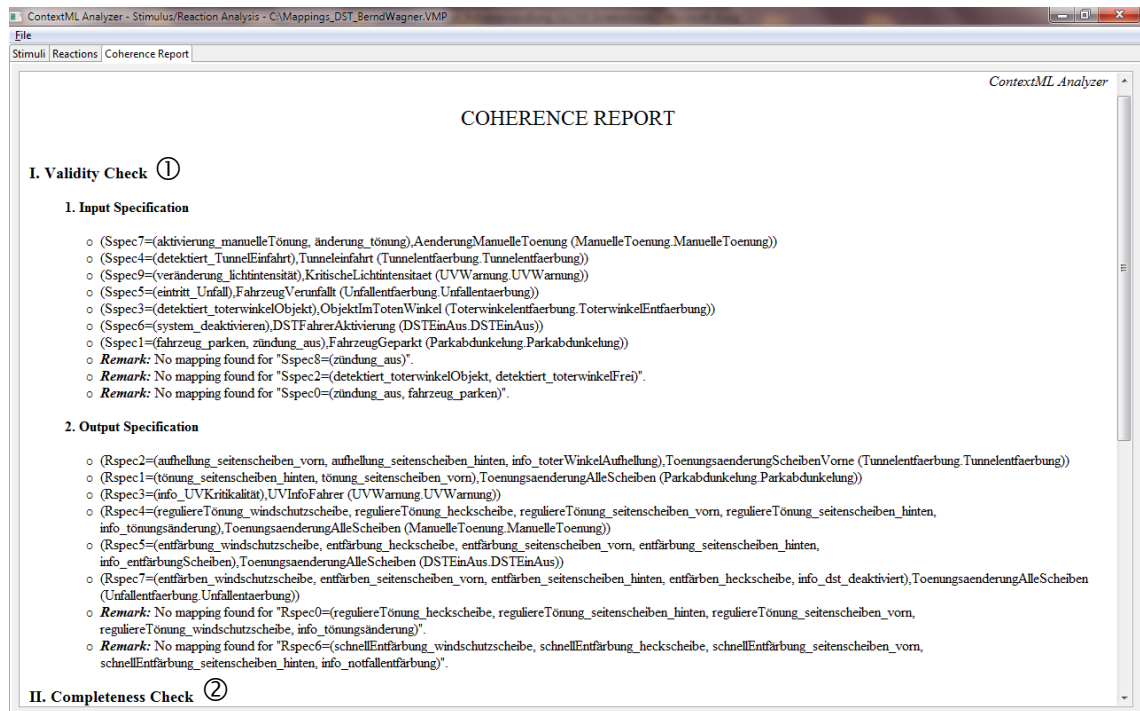 ContextML Analyzer - Stimulus/Reaction Analysis - C:\Mappings_DST_BerndWagner.VMP
File
Stimuli Reactions Coherence Report
ContextML Analyzer
COHERENCE REPORT
I. Validity Check ①
1. Input Specification
o (Sspec7=(aktivierung_manuelleTönung, änderung_tönung),AenderungManuelleToenung (ManuelleToenung.ManuelleToenung))
o (Sspec4=(detektiert_TunnelEinfahrt),Tunneleinfahrt (Tunnelentfaerbung.Tunnelentfaerbung))
o (Sspec9=(veränderung_lichtintensität),KritischeLichtintensitaet (UVWarnung.UVWarnung))
o (Sspec5=(eintritt_Unfall),FahrzeugVerunfallt (Unfallentfaerbung.Unfallentaerbung))
o (Sspec3=(detektiert_toterwinkelObjekt),ObjektImTotenWinkel (Toterwinkelentfaerbung.ToterwinkelEntfaerbung))
o (Sspec6=(system_deaktivieren),DSTFahrerAktivierung (DSTEinAus.DSTEinAus))
o (Sspec1=(fahrzeug_parken, zündung_aus),FahrzeugGeparkt (Parkabdunkelung.Parkabdunkelung))
o Remark: No mapping found for "Sspec8=(zündung_aus)".
o Remark: No mapping found for "Sspec2=(detektiert_toterwinkelObjekt, detektiert_toterwinkelFrei)".
o Remark: No mapping found for "Sspec0=(zündung_aus, fahrzeug_parken)".
2. Output Specification
o (Rspec2=(aufhellung_seitenscheiben_vorn, aufhellung_seitenscheiben_hinten, info_toterWinkelAufhellung),ToenungsaenderungScheibenVorne (Tunnelentfaerbung.Tunnelentfaerbung))
o (Rspec1=(tönung_seitenscheiben_hinten, tönung_seitenscheiben_vorn),ToenungsaenderungAlleScheiben (Parkabdunkelung.Parkabdunkelung))
o (Rspec3=(info_UVKritikalität),UVInfoFahrer (UVWarnung.UVWarnung))
o (Rspec4=(reguliereTönung_windschutzscheibe, reguliereTönung_heckscheibe, reguliereTönung_seitenscheiben_vorn, reguliereTönung_seitenscheiben_hinten,
info_tönungsänderung),ToenungsaenderungAlleScheiben (ManuelleToenung.ManuelleToenung))
o (Rspec5=(entfärbung_windschutzscheibe, entfärbung_heckscheibe, entfärbung_seitenscheiben_vorn, entfärbung_seitenscheiben_hinten,
info_entfärbungScheiben),ToenungsaenderungAlleScheiben (DSTEinAus.DSTEinAus))
o (Rspec7=(entfärben_windschutzscheibe, entfärben_seitenscheiben_vorn, entfärben_seitenscheiben_hinten, entfärben_heckscheibe, info_dst_deaktiviert),ToenungsaenderungAlleScheiben
(Unfallentfaerbung.Unfallentaerbung))
o Remark: No mapping found for "Rspec0=(reguliereTönung_heckscheibe, reguliereTönung_seitenscheiben_hinten, reguliereTönung_seitenscheiben_vorn,
reguliereTönung_windschutzscheibe, info_tönungsänderung)".
o Remark: No mapping found for "Rspec6=(schnellEntfärbung_windschutzscheibe, schnellEntfärbung_heckscheibe, schnellEntfärbung_seitenscheiben_vorn,
schnellEntfärbung_seitenscheiben_hinten, info_notfallentfärbung)".
II. Completeness Check ②